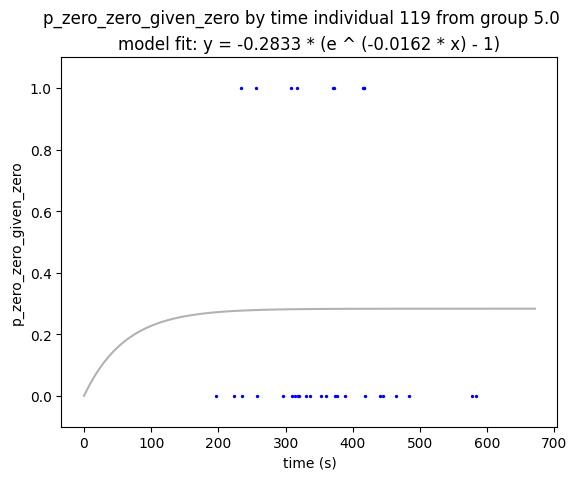 p_zero_zero_given_zero by time individual 119 from group 5.0
model fit: y = -0.2833 * (e ^ (-0.0162 * x) - 1)
p_zero_zero_given_zero
1.0
0.8
0.6
0.4
0.2
0.0
0 100 200 300 400 500 600 700
time (s)